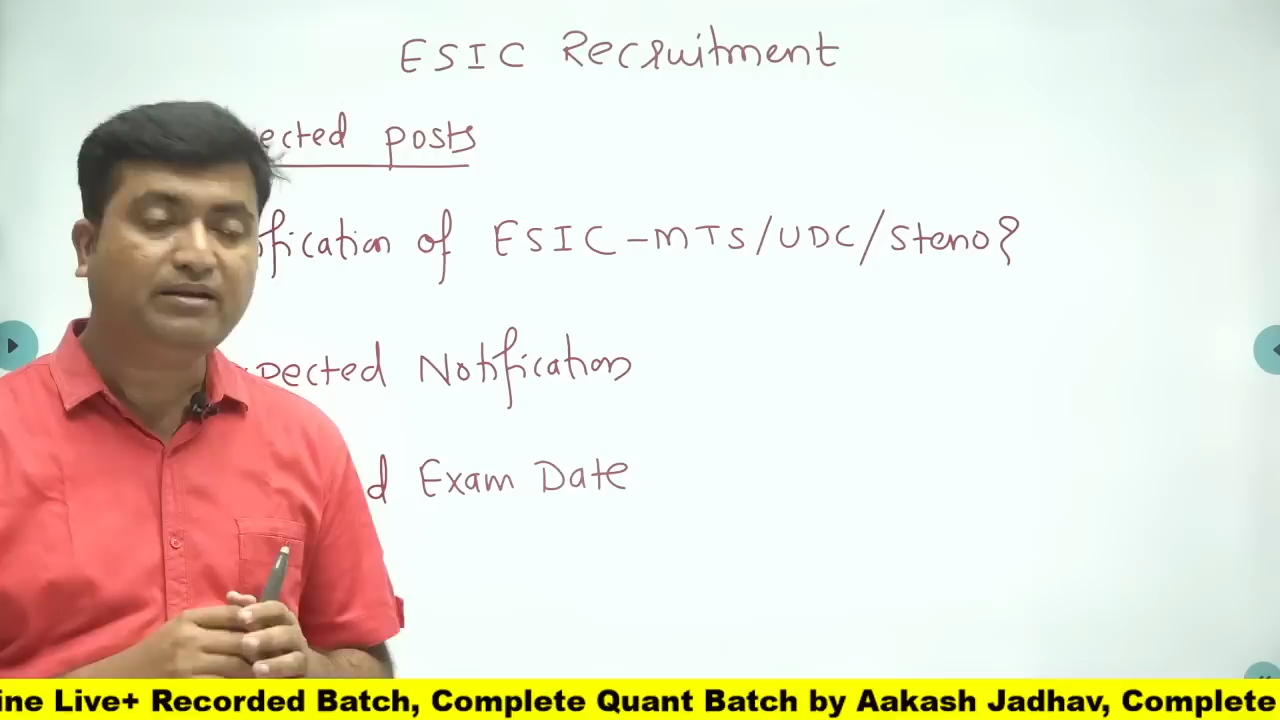 ESIC Recruitment
ected posts
fication of ESIC-MTS/UDC/Steno?
pected Notification
d Exam Date
ine Live+ Recorded Batch, Complete Quant Batch by Aakash Jadhav, Complete